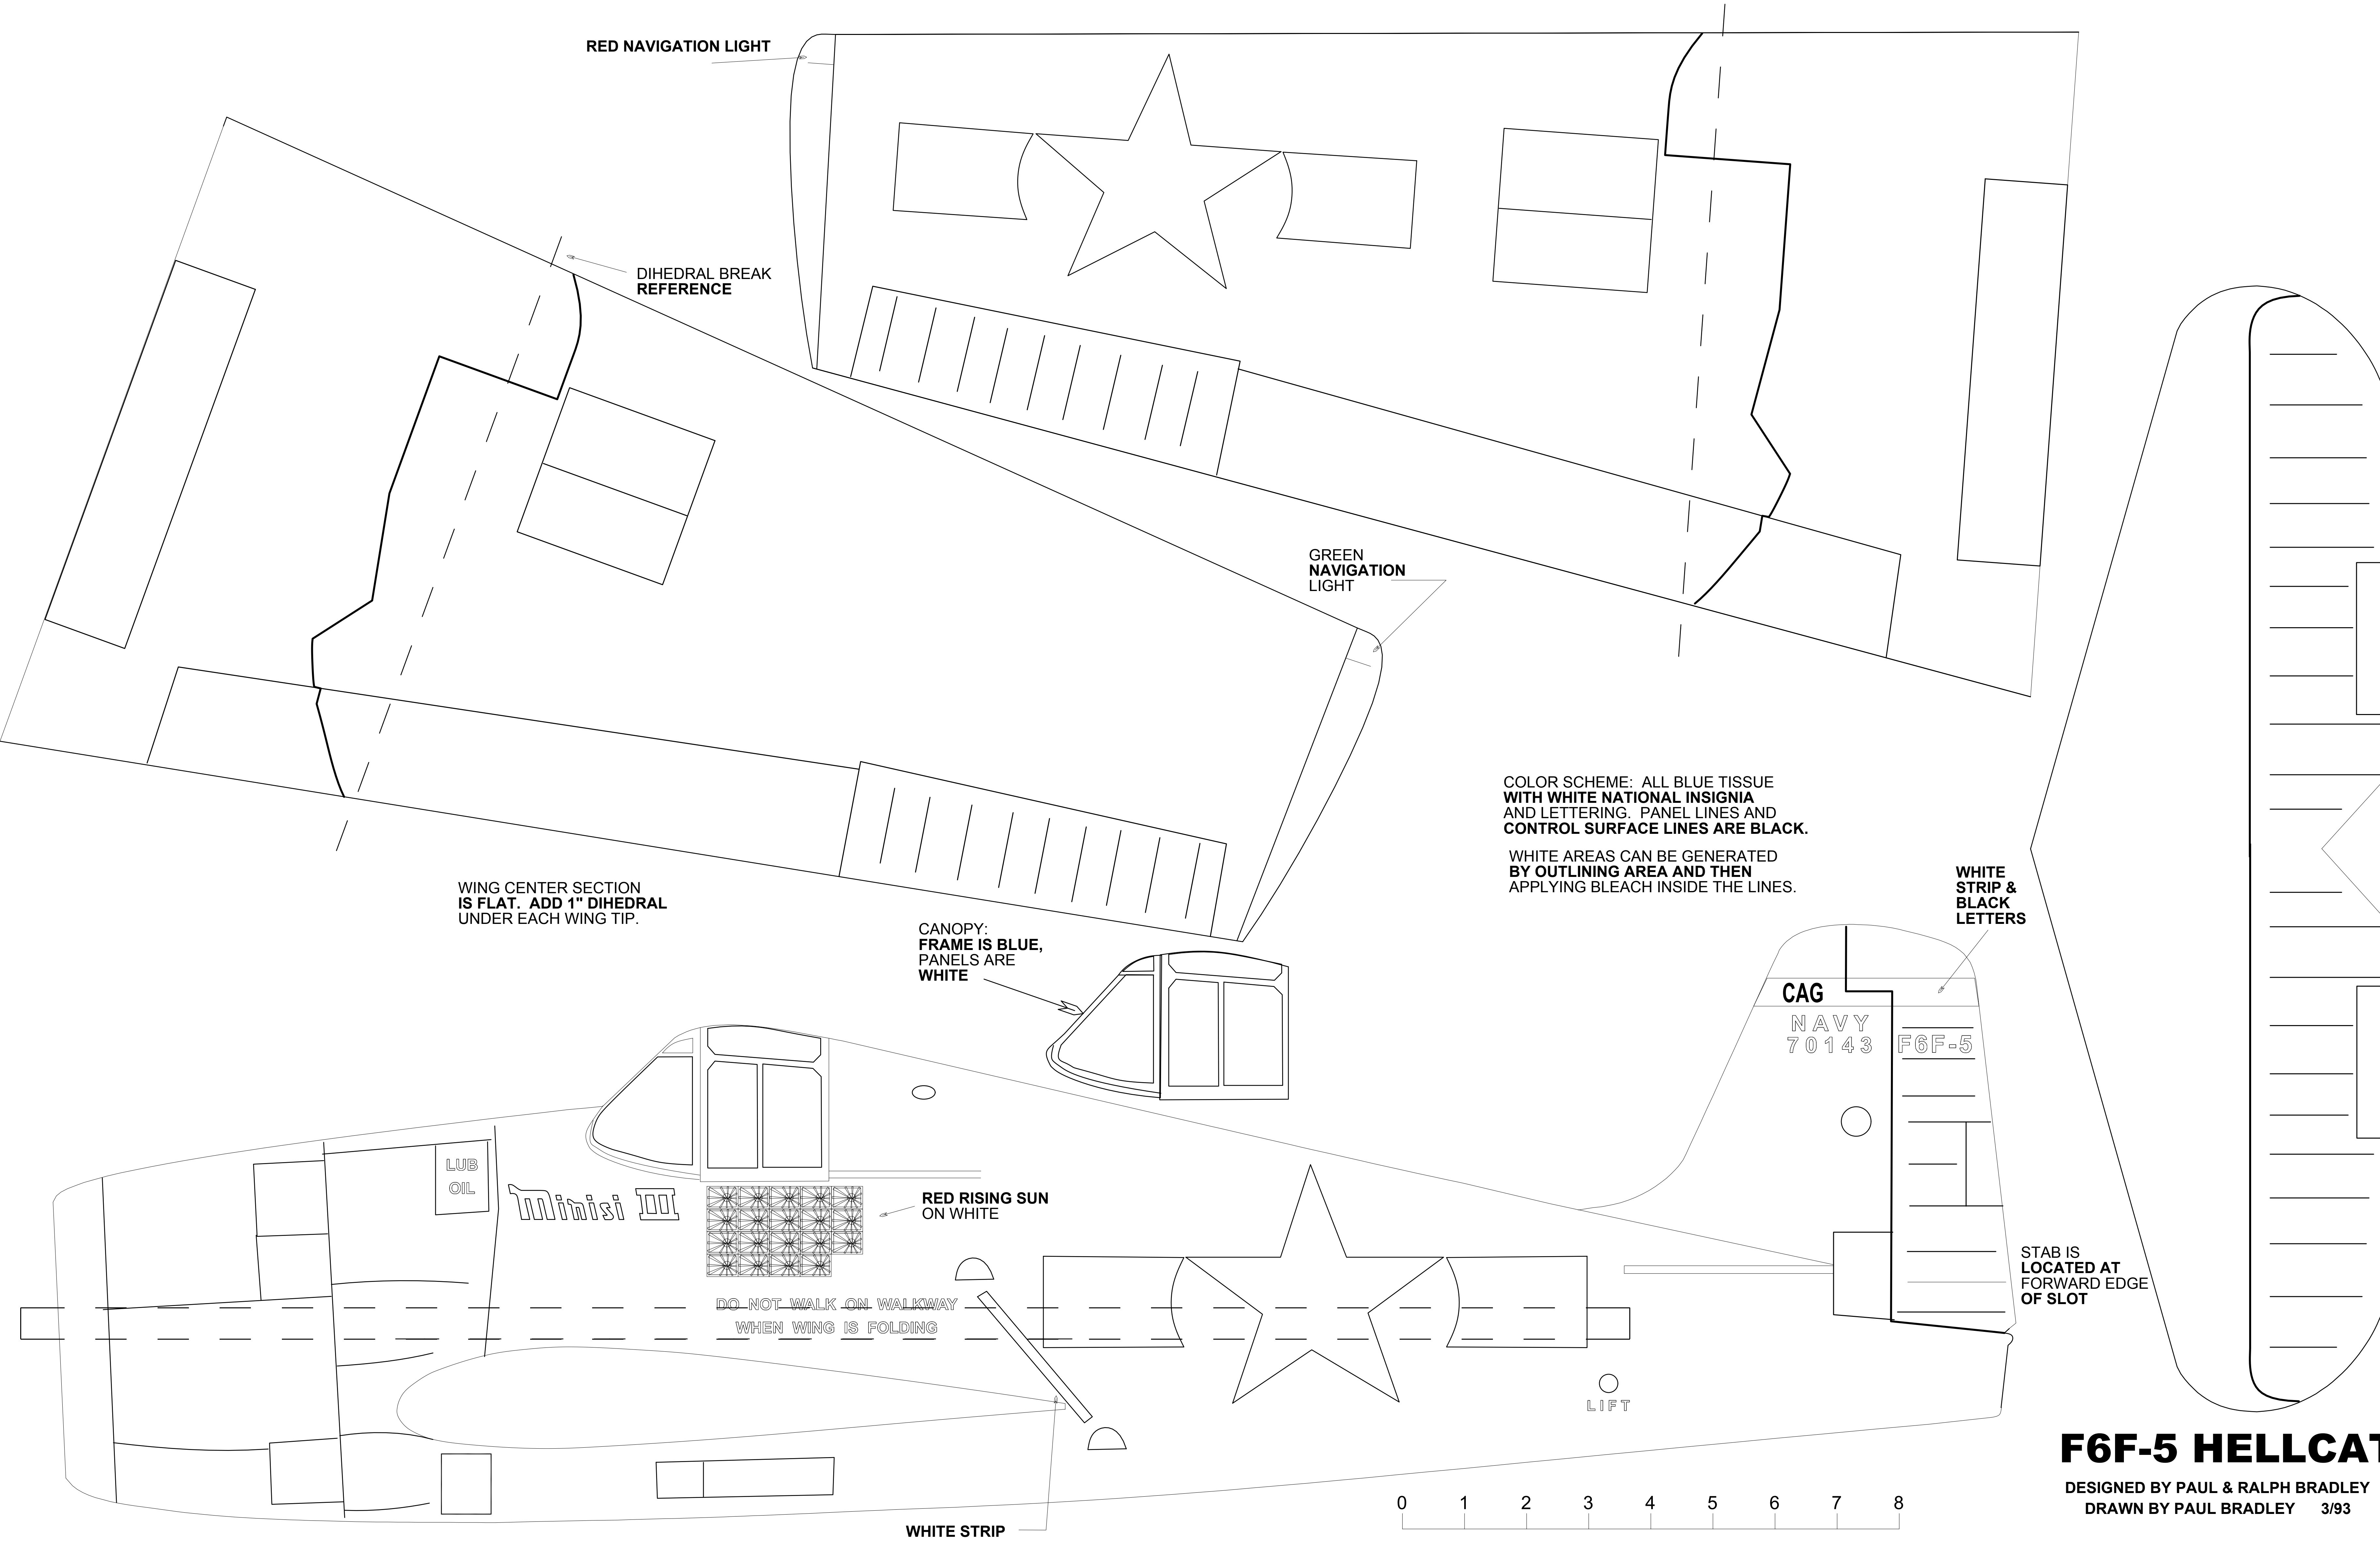 RED NAVIGATION LIGHT
DIHEDRAL BREAK
REFERENCE
GREEN
NAVIGATION
LIGHT
COLOR SCHEME: ALL BLUE TISSUE
WITH WHITE NATIONAL INSIGNIA
AND LETTERING. PANEL LINES AND
CONTROL SURFACE LINES ARE BLACK.
WHITE AREAS CAN BE GENERATED
BY OUTLINING AREA AND THEN
APPLYING BLEACH INSIDE THE LINES.
WING CENTER SECTION
IS FLAT. ADD 1" DIHEDRAL
UNDER EACH WING TIP.
CANOPY:
FRAME IS BLUE,
PANELS ARE
WHITE
WHITE
STRIP &
BLACK
LETTERS
CAG
NAVY
70143 F6F-5
LUB
OIL
Minisi III
RED RISING SUN
ON WHITE
DO NOT WALK ON WALKWAY
WHEN WING IS FOLDING
STAB IS
LOCATED AT
FORWARD EDGE
OF SLOT
LIFT
WHITE STRIP
0 1 2 3 4 5 6 7 8
F6F-5 HELLCAT
DESIGNED BY PAUL & RALPH BRADLEY
DRAWN BY PAUL BRADLEY 3/93